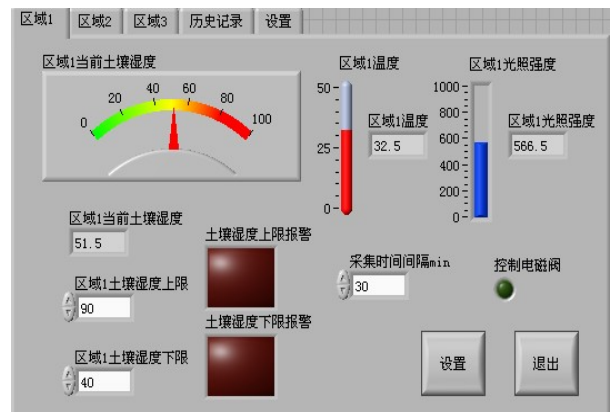 区域1 区域2 区域3 历史记录 设置
区域1当前土壤湿度
0 20 40 60 80 100
区域1温度
50
25
0
区域1温度
32.5
区域1光照强度
1000
800
600
400
200
0
区域1光照强度
566.5
区域1当前土壤湿度
51.5
土壤湿度上限报警
区域1土壤湿度上限
90
土壤湿度下限报警
区域1土壤湿度下限
40
采集时间间隔min
30
控制电磁阀
设置
退出